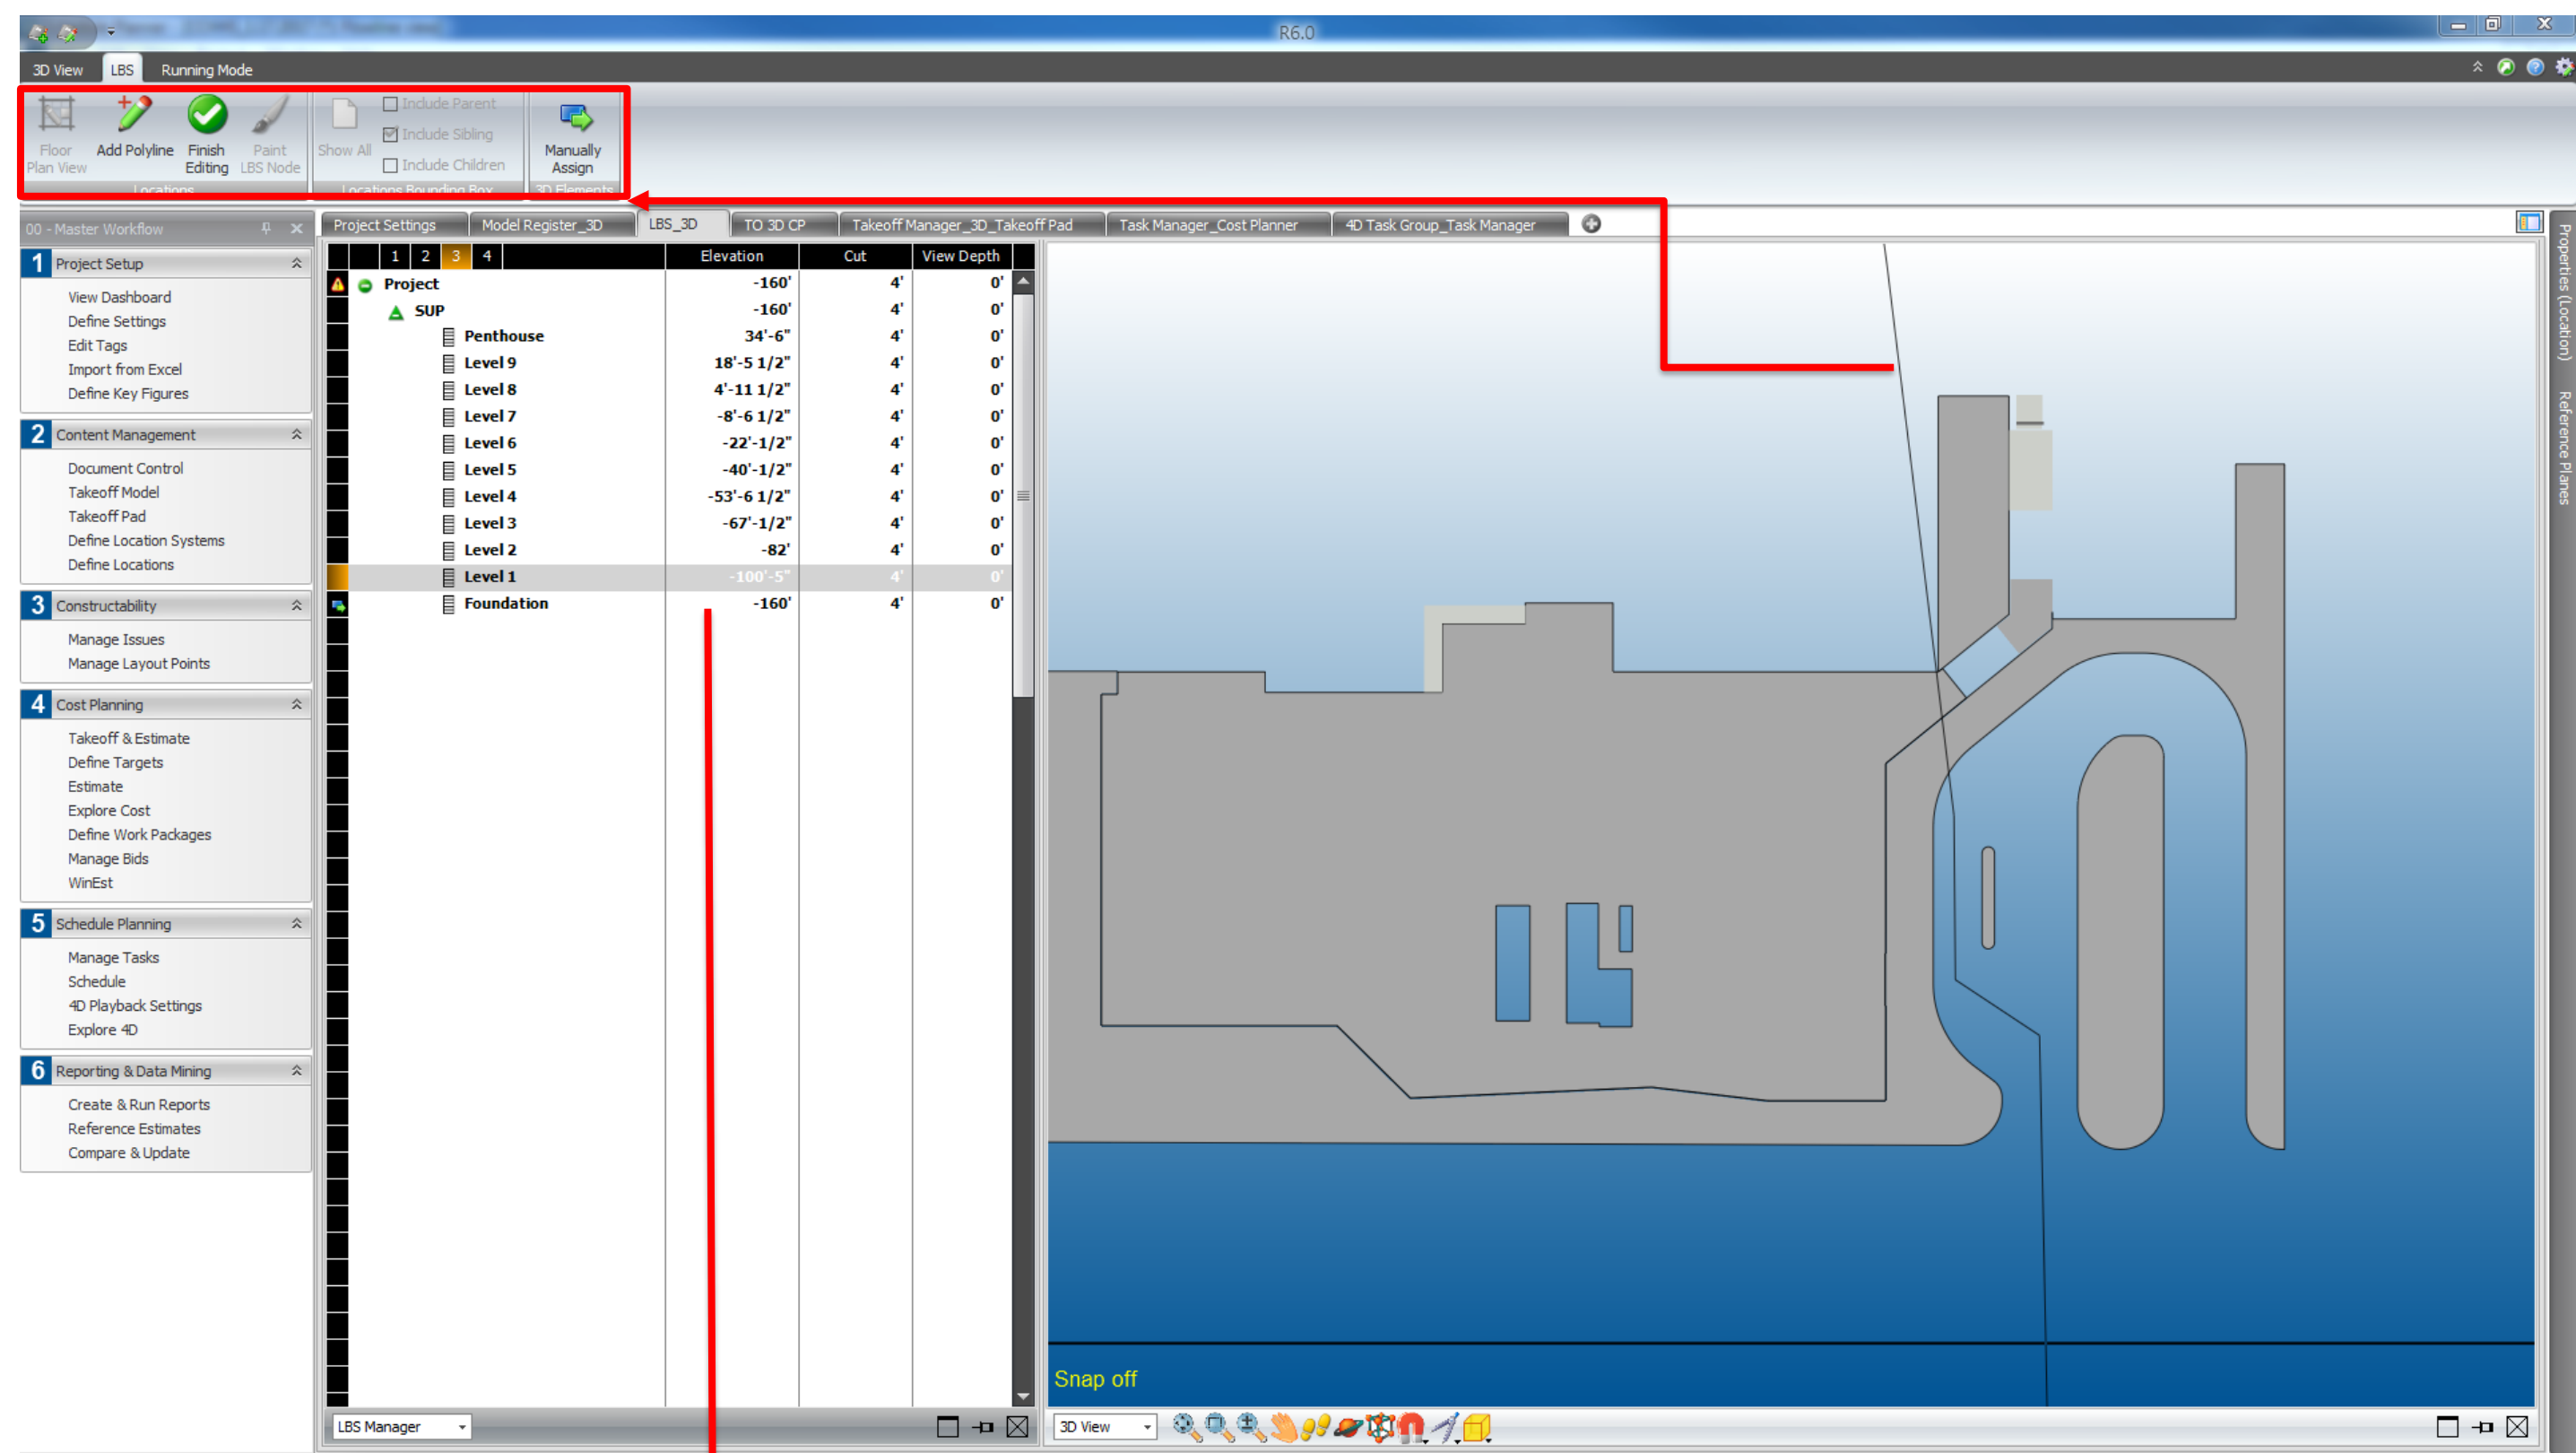 R6.0
3D View LBS Running Mode
Floor Plan View
Add Polyline
Finish Editing
Paint LBS Node
Locations
Show All
Include Parent
Include Sibling
Include Children
Locations Bounding Box
Manually Assign
3D Elements
00 - Master Workflow
1 Project Setup
View Dashboard
Define Settings
Edit Tags
Import from Excel
Define Key Figures
2 Content Management
Document Control
Takeoff Model
Takeoff Pad
Define Location Systems
Define Locations
3 Constructability
Manage Issues
Manage Layout Points
4 Cost Planning
Takeoff & Estimate
Define Targets
Estimate
Explore Cost
Define Work Packages
Manage Bids
WinEst
5 Schedule Planning
Manage Tasks
Schedule
4D Playback Settings
Explore 4D
6 Reporting & Data Mining
Create & Run Reports
Reference Estimates
Compare & Update
Project Settings Model Register_3D LBS_3D TO 3D CP Takeoff Manager_3D_Takeoff Pad Task Manager_Cost Planner 4D Task Group_Task Manager
1 2 3 4 Elevation Cut View Depth
Project -160' 4' 0'
SUP -160' 4' 0'
Penthouse 34'-6" 4' 0'
Level 9 18'-5 1/2" 4' 0'
Level 8 4'-11 1/2" 4' 0'
Level 7 -8'-6 1/2" 4' 0'
Level 6 -22'-1/2" 4' 0'
Level 5 -40'-1/2" 4' 0'
Level 4 -53'-6 1/2" 4' 0'
Level 3 -67'-1/2" 4' 0'
Level 2 -82' 4' 0'
Level 1 -100'-5" 4' 0'
Foundation -160' 4' 0'
LBS Manager
Snap off
3D View
Properties (Location)
Reference Planes